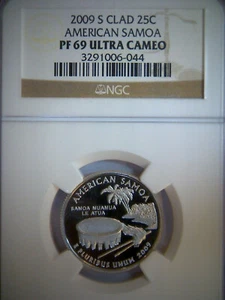 2009 S CLAD 25C
AMERICAN SAMOA
PF 69 ULTRA CAMEO
3291006-044
NGC
AMERICAN SAMOA
SAMOA MUAMUA
LE ATUA
E PLURIBUS UNUM 2009